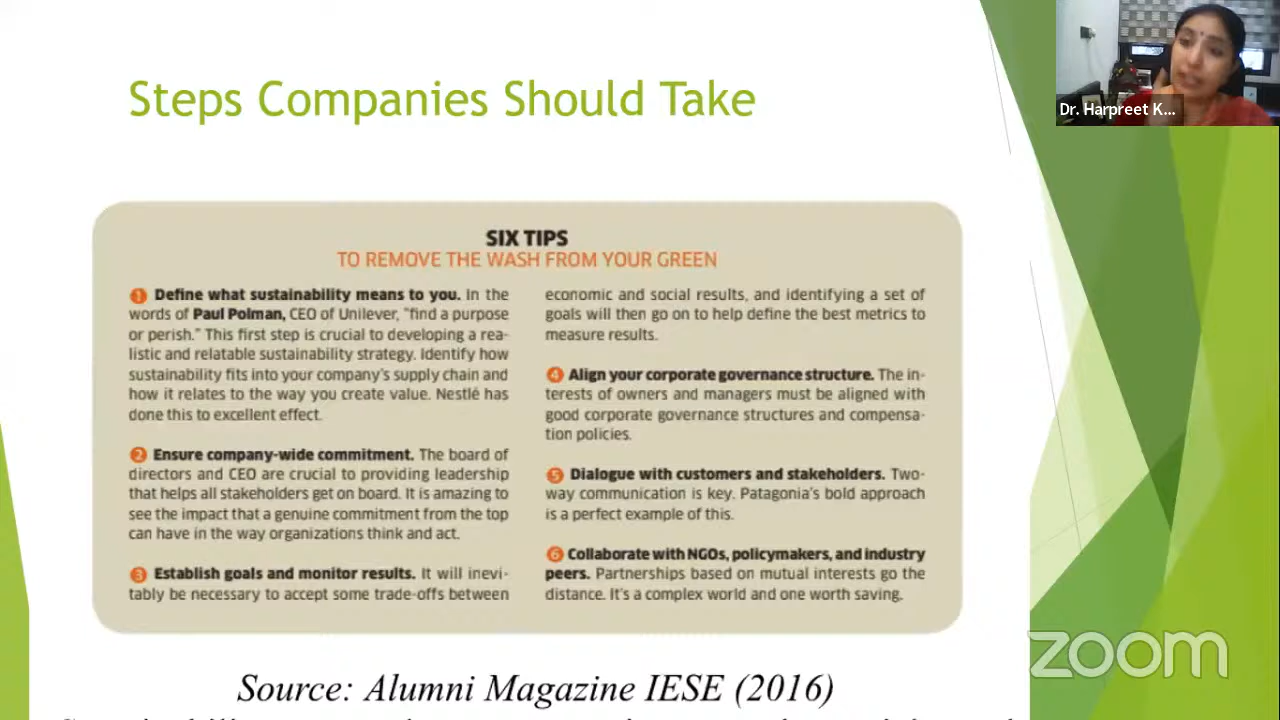 Steps Companies Should Take
Dr. Harpreet K...
SIX TIPS
TO REMOVE THE WASH FROM YOUR GREEN
1 Define what sustainability means to you. In the
words of Paul Polman, CEO of Unilever, "find a purpose
or perish." This first step is crucial to developing a rea-
listic and relatable sustainability strategy. Identify how
sustainability fits into your company's supply chain and
how it relates to the way you create value. Nestlé has
done this to excellent effect.
2 Ensure company-wide commitment. The board of
directors and CEO are crucial to providing leadership
that helps all stakeholders get on board. It is amazing to
see the impact that a genuine commitment from the top
can have in the way organizations think and act.
3 Establish goals and monitor results. It will inevi-
tably be necessary to accept some trade-offs between
economic and social results, and identifying a set of
goals will then go on to help define the best metrics to
measure results.
4 Align your corporate governance structure. The in-
terests of owners and managers must be aligned with
good corporate governance structures and compensa-
tion policies.
5 Dialogue with customers and stakeholders. Two-
way communication is key. Patagonia's bold approach
is a perfect example of this.
6 Collaborate with NGOs, policymakers, and industry
peers. Partnerships based on mutual interests go the
distance. It's a complex world and one worth saving.
Source: Alumni Magazine IESE (2016)
zoom